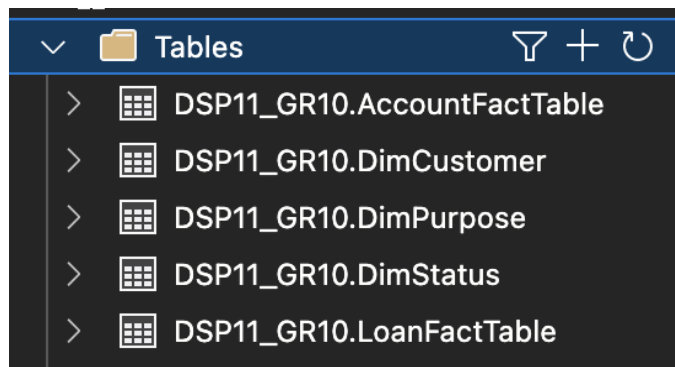 Tables
DSP11_GR10.AccountFactTable
DSP11_GR10.DimCustomer
DSP11_GR10.DimPurpose
DSP11_GR10.DimStatus
DSP11_GR10.LoanFactTable